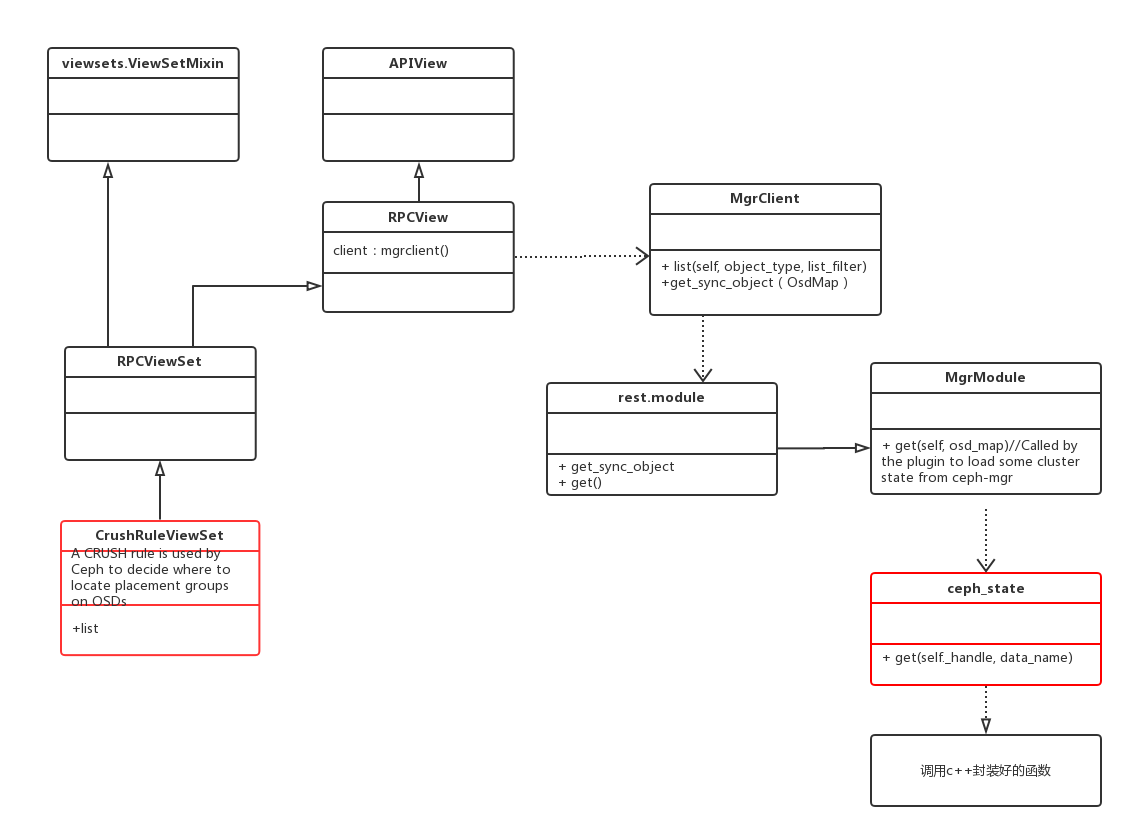 viewsets.ViewSetMixin
APIView
RPCView
client：mgrclient()
MgrClient
+ list(self, object_type, list_filter)
+get_sync_object（OsdMap）
RPCViewSet
rest.module
+ get_sync_object
+ get()
MgrModule
+ get(self, osd_map)//Called by
the plugin to load some cluster
state from ceph-mgr
CrushRuleViewSet
A CRUSH rule is used by
Ceph to decide where to
locate placement groups
on OSDs
+list
ceph_state
+ get(self._handle, data_name)
调用c++封装好的函数